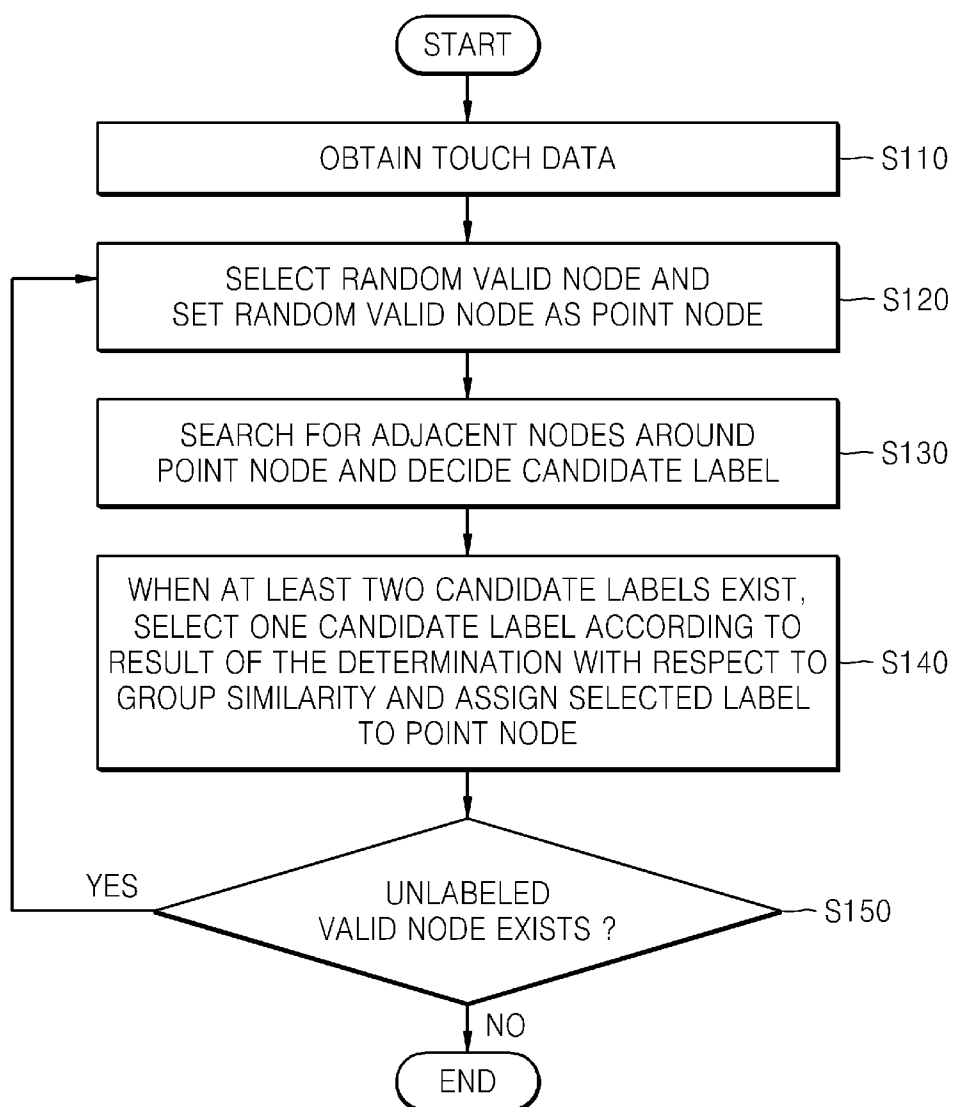 START
OBTAIN TOUCH DATA
S110
SELECT RANDOM VALID NODE AND
SET RANDOM VALID NODE AS POINT NODE
S120
SEARCH FOR ADJACENT NODES AROUND
POINT NODE AND DECIDE CANDIDATE LABEL
S130
WHEN AT LEAST TWO CANDIDATE LABELS EXIST,
SELECT ONE CANDIDATE LABEL ACCORDING TO
RESULT OF THE DETERMINATION WITH RESPECT TO
GROUP SIMILARITY AND ASSIGN SELECTED LABEL
TO POINT NODE
S140
YES
UNLABELED
VALID NODE EXISTS ?
S150
NO
END